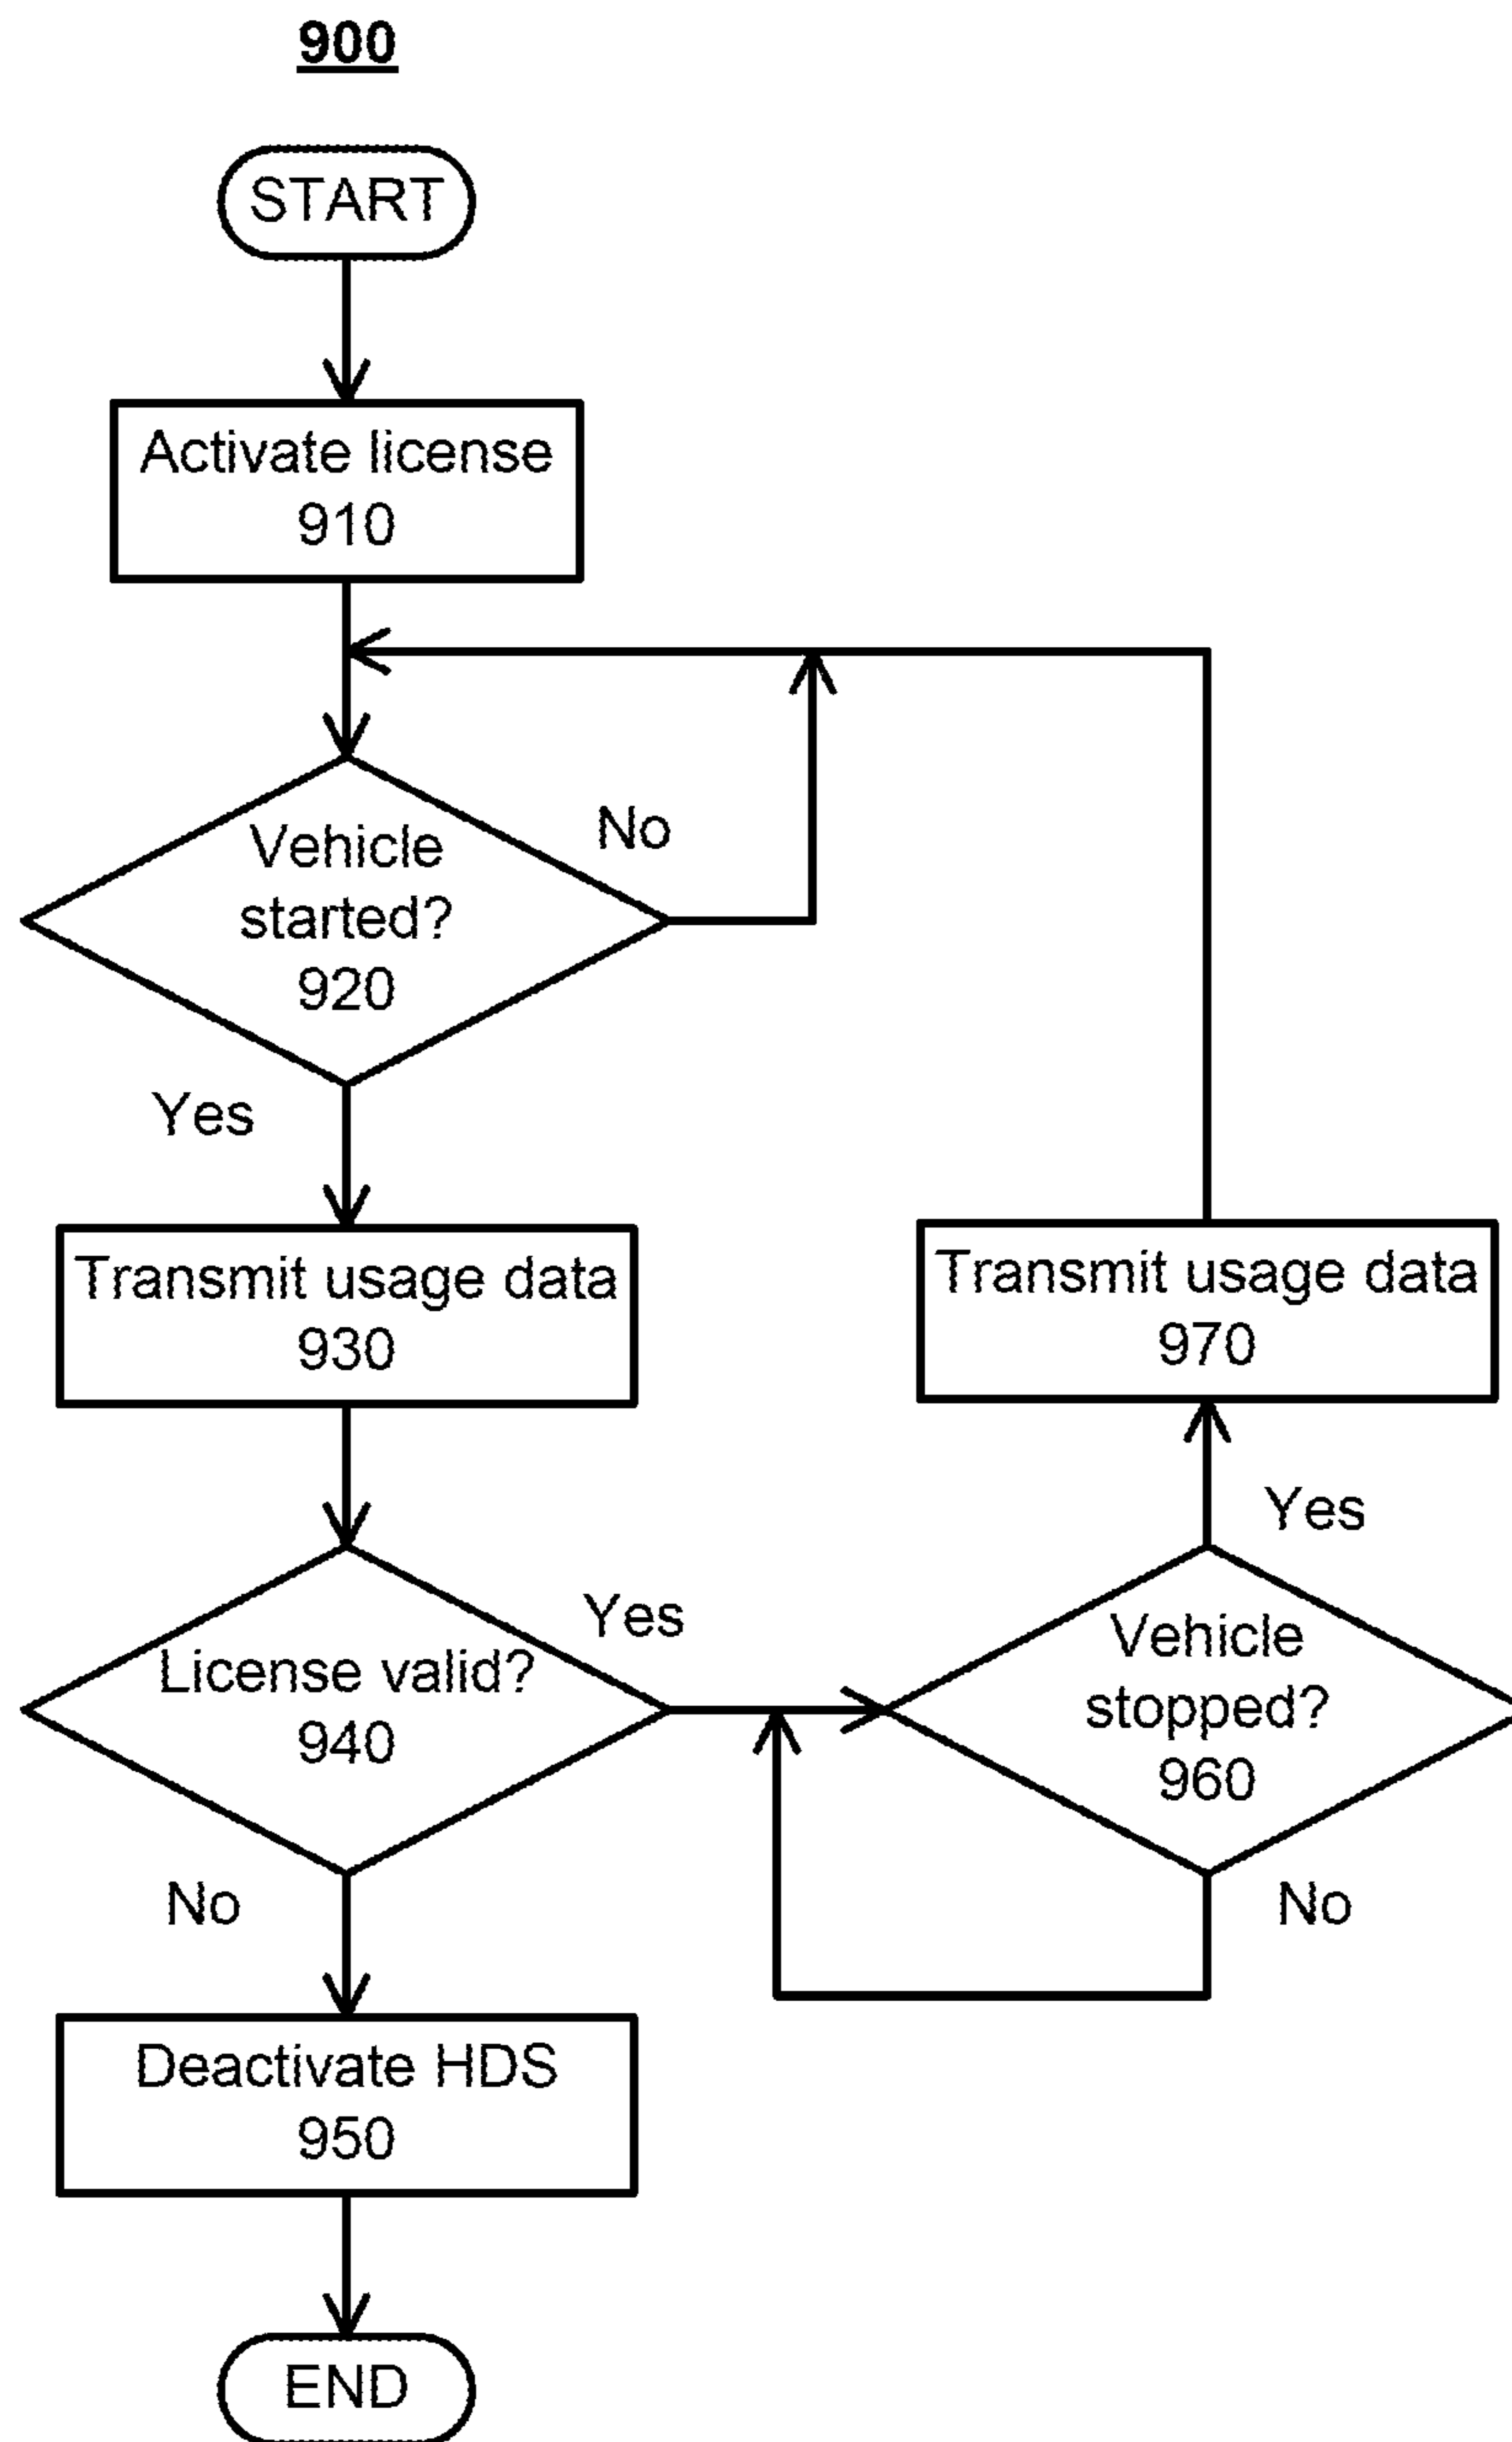 900
START
Activate license
910
Vehicle
started?
920
No
Yes
Transmit usage data
930
Transmit usage data
970
License valid?
940
Yes
Vehicle
stopped?
960
Yes
No
No
Deactivate HDS
950
END